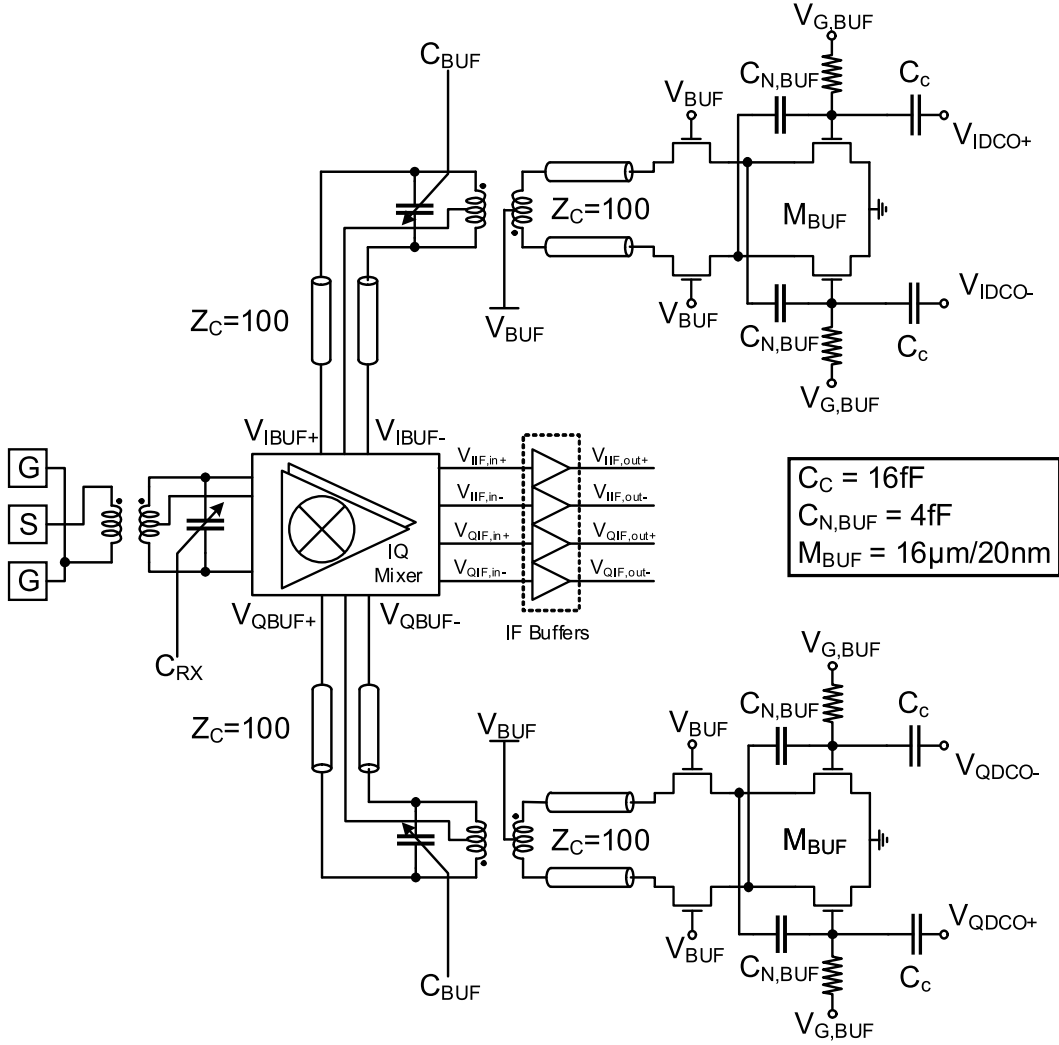 V_G,BUF
C_BUF
C_N,BUF
C_c
V_BUF
V_IDCO+
Z_C=100
M_BUF
V_BUF
V_IDCO-
Z_C=100
V_BUF
C_N,BUF
C_c
V_G,BUF
V_IBUF+
V_IBUF-
G
S
G
V_IIF,in+
V_IIF,out+
V_IIF,in-
V_IIF,out-
V_QIF,in+
V_QIF,out+
V_QIF,in-
V_QIF,out-
IQ
Mixer
IF Buffers
C_C = 16fF
C_N,BUF = 4fF
M_BUF = 16µm/20nm
V_QBUF+
V_QBUF-
C_RX
V_G,BUF
C_N,BUF
C_c
Z_C=100
V_BUF
V_BUF
V_QDCO-
Z_C=100
M_BUF
V_QDCO+
V_BUF
C_N,BUF
C_c
C_BUF
V_G,BUF